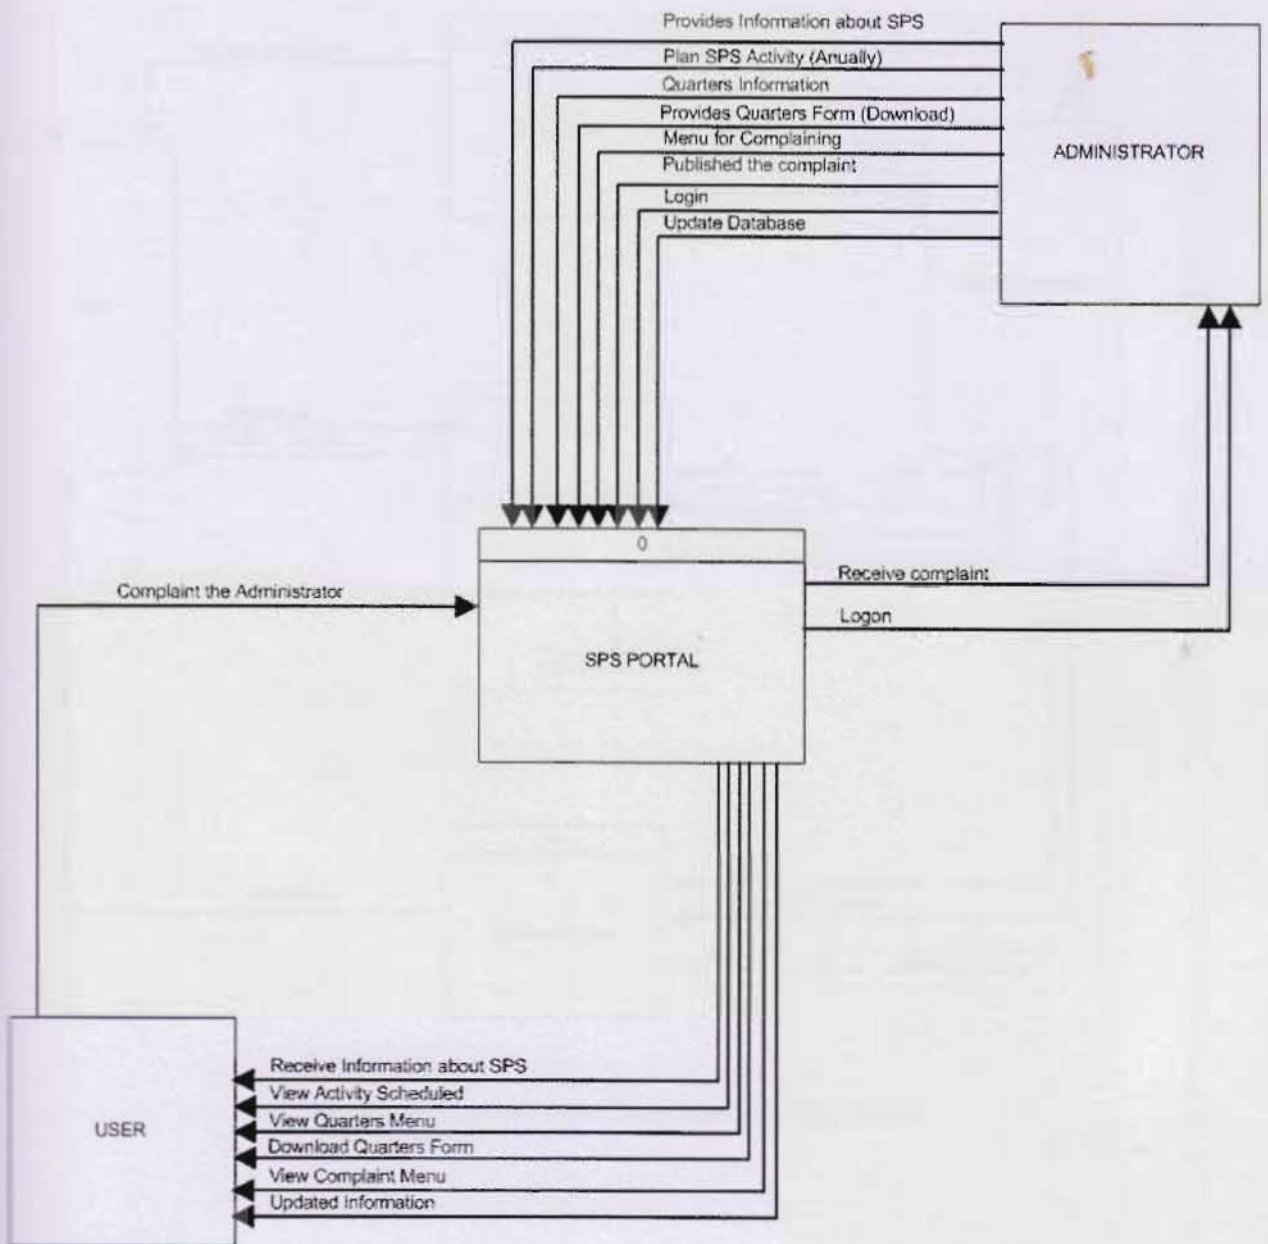 Provides Information about SPS
Plan SPS Activity (Anually)
Quarters Information
Provides Quarters Form (Download)
Menu for Complaining
Published the complaint
Login
Update Database
ADMINISTRATOR
0
SPS PORTAL
Receive complaint
Logon
Complaint the Administrator
USER
Receive Information about SPS
View Activity Scheduled
View Quarters Menu
Download Quarters Form
View Complaint Menu
Updated Information